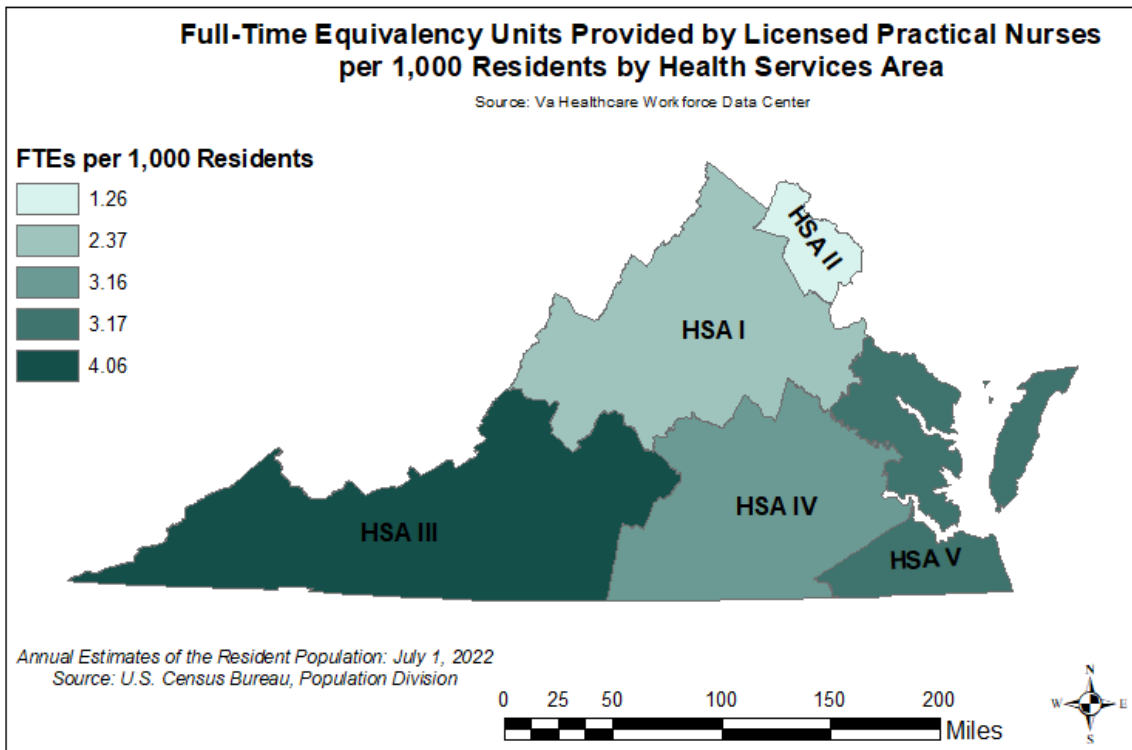 Full-Time Equivalency Units Provided by Licensed Practical Nurses
per 1,000 Residents by Health Services Area
Source: Va Healthcare Workforce Data Center
FTEs per 1,000 Residents
1.26
2.37
3.16
3.17
4.06
HSA II
HSA I
HSA III
HSA IV
HSA V
Annual Estimates of the Resident Population: July 1, 2022
Source: U.S. Census Bureau, Population Division
0 25 50 100 150 200
Miles
N
W E
S